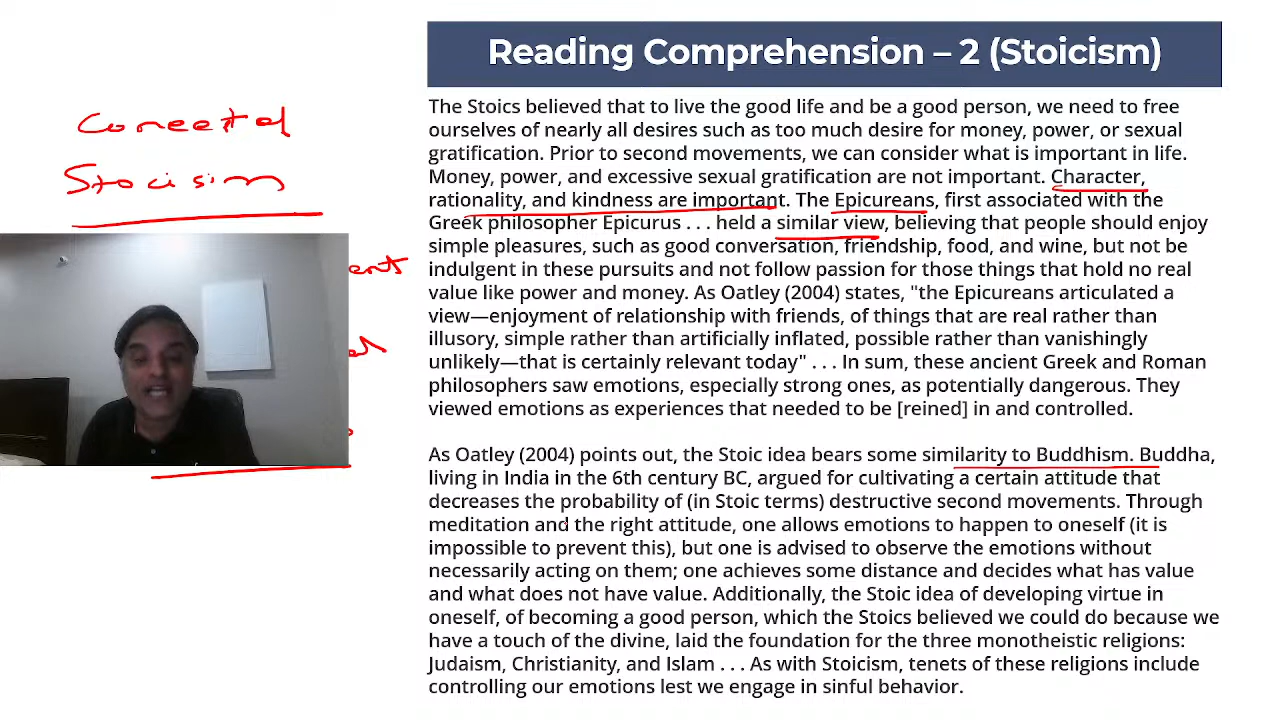 Reading Comprehension – 2 (Stoicism)
Stocisism
The Stoics believed that to live the good life and be a good person, we need to free
ourselves of nearly all desires such as too much desire for money, power, or sexual
gratification. Prior to second movements, we can consider what is important in life.
Money, power, and excessive sexual gratification are not important. Character,
rationality, and kindness are important. The Epicureans, first associated with the
Greek philosopher Epicurus . . . held a similar view, believing that people should enjoy
simple pleasures, such as good conversation, friendship, food, and wine, but not be
indulgent in these pursuits and not follow passion for those things that hold no real
value like power and money. As Oatley (2004) states, "the Epicureans articulated a
view—enjoyment of relationship with friends, of things that are real rather than
illusory, simple rather than artificially inflated, possible rather than vanishingly
unlikely—that is certainly relevant today" . . . In sum, these ancient Greek and Roman
philosophers saw emotions, especially strong ones, as potentially dangerous. They
viewed emotions as experiences that needed to be [reined] in and controlled.
As Oatley (2004) points out, the Stoic idea bears some similarity to Buddhism. Buddha,
living in India in the 6th century BC, argued for cultivating a certain attitude that
decreases the probability of (in Stoic terms) destructive second movements. Through
meditation and the right attitude, one allows emotions to happen to oneself (it is
impossible to prevent this), but one is advised to observe the emotions without
necessarily acting on them; one achieves some distance and decides what has value
and what does not have value. Additionally, the Stoic idea of developing virtue in
oneself, of becoming a good person, which the Stoics believed we could do because we
have a touch of the divine, laid the foundation for the three monotheistic religions:
Judaism, Christianity, and Islam . . . As with Stoicism, tenets of these religions include
controlling our emotions lest we engage in sinful behavior.